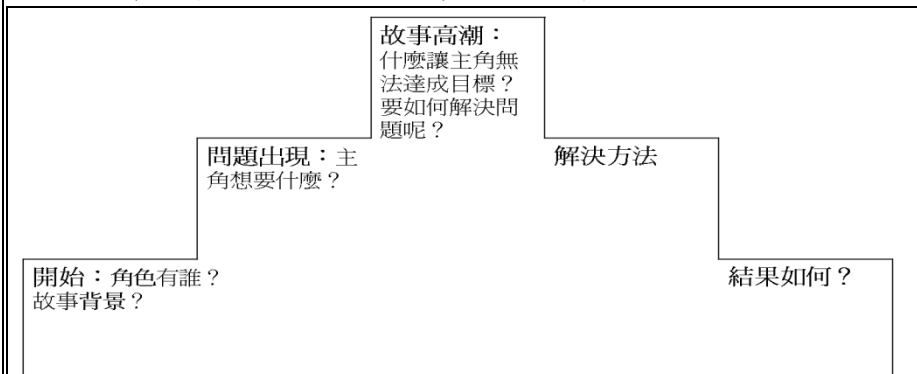 開始：角色有誰？
故事背景？
問題出現：主
角想要什麼？
故事高潮：
什麼讓主角無
法達成目標？
要如何解決問
題呢？
解決方法
結果如何？